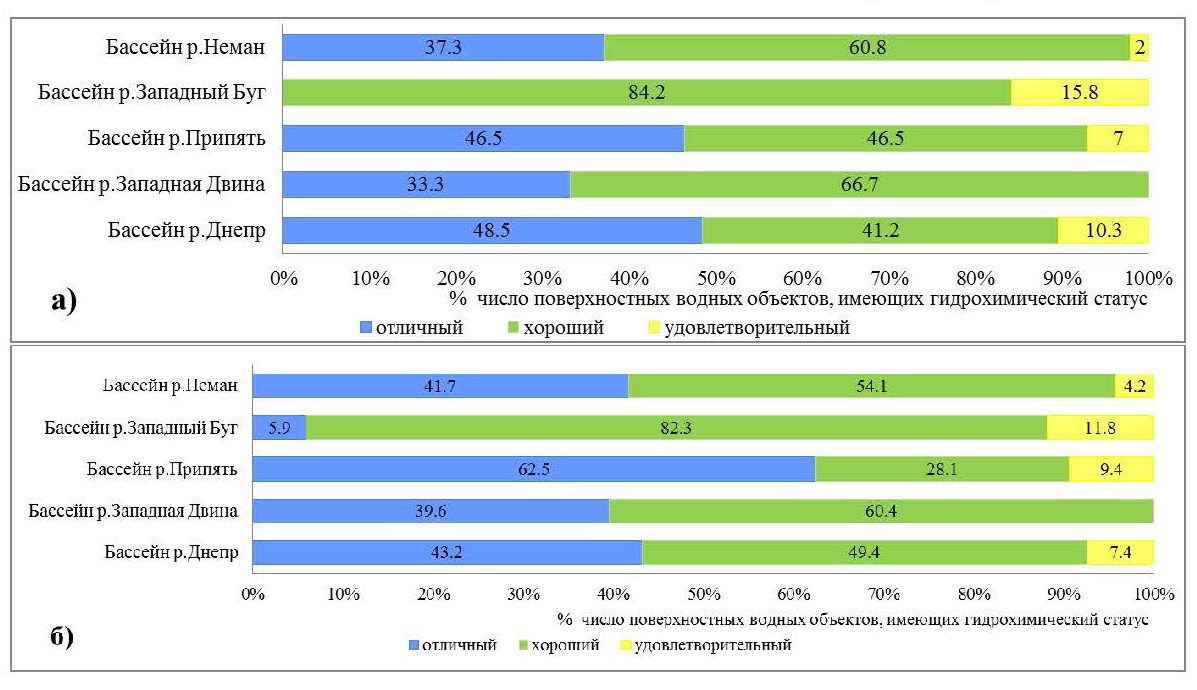 Бассейн р.Неман 37.3 60.8 2
Бассейн р.Западный Буг 84.2 15.8
Бассейн р.Припять 46.5 46.5 7
Бассейн р.Западная Двина 33.3 66.7
Бассейн р.Днепр 48.5 41.2 10.3
0% 10% 20% 30% 40% 50% 60% 70% 80% 90% 100%
а)
% число поверхностных водных объектов, имеющих гидрохимический статус
отличный хороший удовлетворительный
Бассейн р.Неман 41.7 54.1 4.2
Бассейн р.Западный Буг 5.9 82.3 11.8
Бассейн р.Припять 62.5 28.1 9.4
Бассейн р.Западная Двина 39.6 60.4
Бассейн р.Днепр 43.2 49.4 7.4
0% 10% 20% 30% 40% 50% 60% 70% 80% 90% 100%
% число поверхностных водных объектов, имеющих гидрохимический статус
б)
отличный хороший удовлетворительный